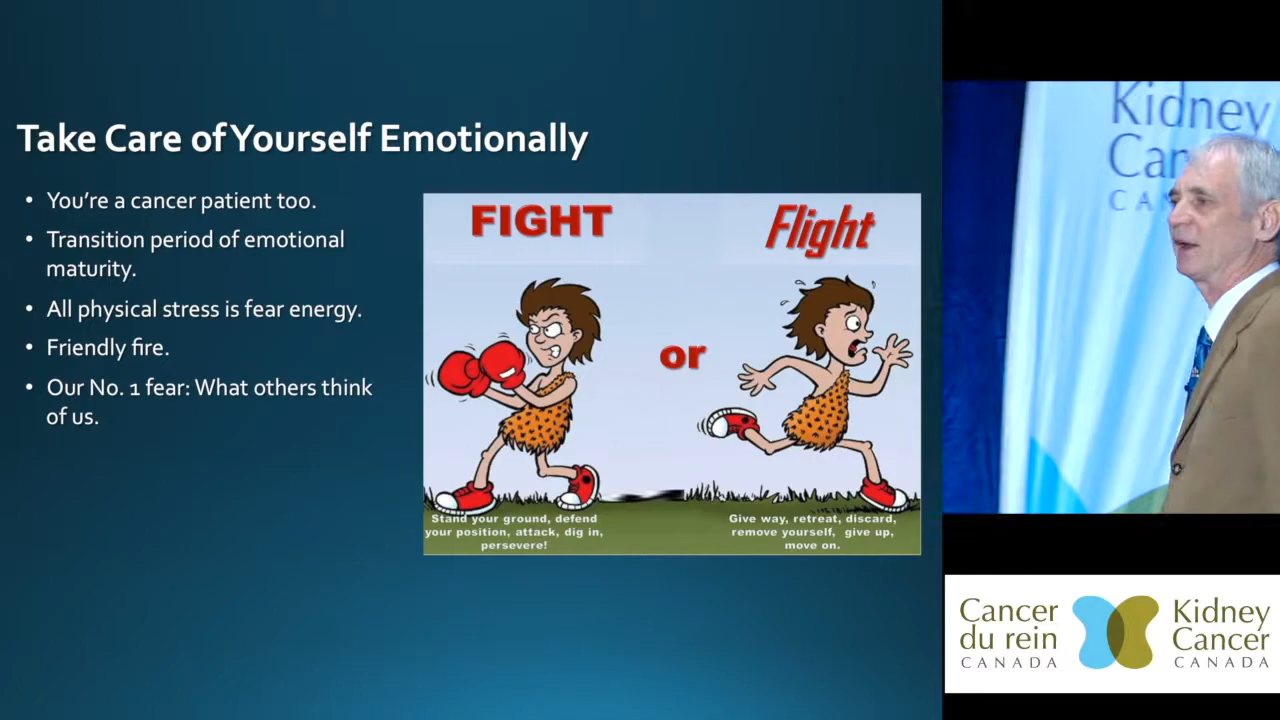 Take Care of Yourself Emotionally
• You're a cancer patient too.
• Transition period of emotional
maturity.
• All physical stress is fear energy.
• Friendly fire.
• Our No. 1 fear: What others think
of us.
FIGHT
or
Flight
Stand your ground, defend
your position, attack, dig in,
persevere!
Give way, retreat, discard,
remove yourself, give up,
move on.
Kidney
Can
CA
Cancer
du rein
CANADA
Kidney
Cancer
CANADA